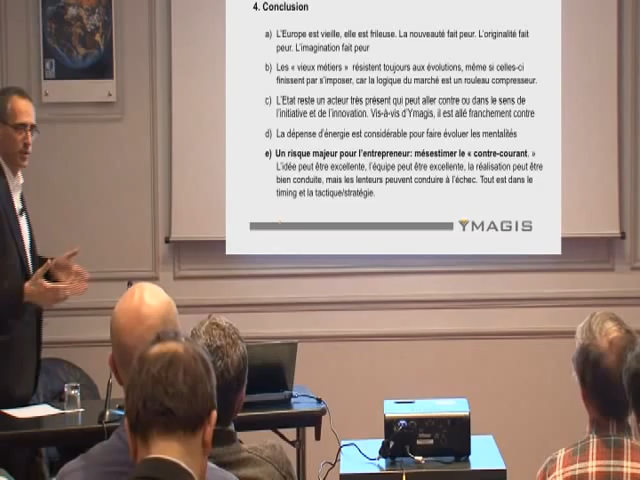 4. Conclusion
a) L'Europe est vieille, elle est frileuse. La nouveauté fait peur. L'originalité fait
peur. L'imagination fait peur
b) Les « vieux métiers » résistent toujours aux évolutions, même si celles-ci
finissent par s'imposer, car la logique du marché est un rouleau compresseur.
c) L'Etat reste un acteur très présent qui peut aller contre ou dans le sens de
l'initiative et de l'innovation. Vis-à-vis d'Ymagis, il est allé franchement contre
d) La dépense d'énergie est considérable pour faire évoluer les mentalités
e) Un risque majeur pour l'entrepreneur: mésestimer le « contre-courant. »
L'idée peut être excellente, l'équipe peut être excellente, la réalisation peut être
bien conduite, mais les lenteurs peuvent conduire à l'échec. Tout est dans le
timing et la tactique/stratégie.
YMAGIS